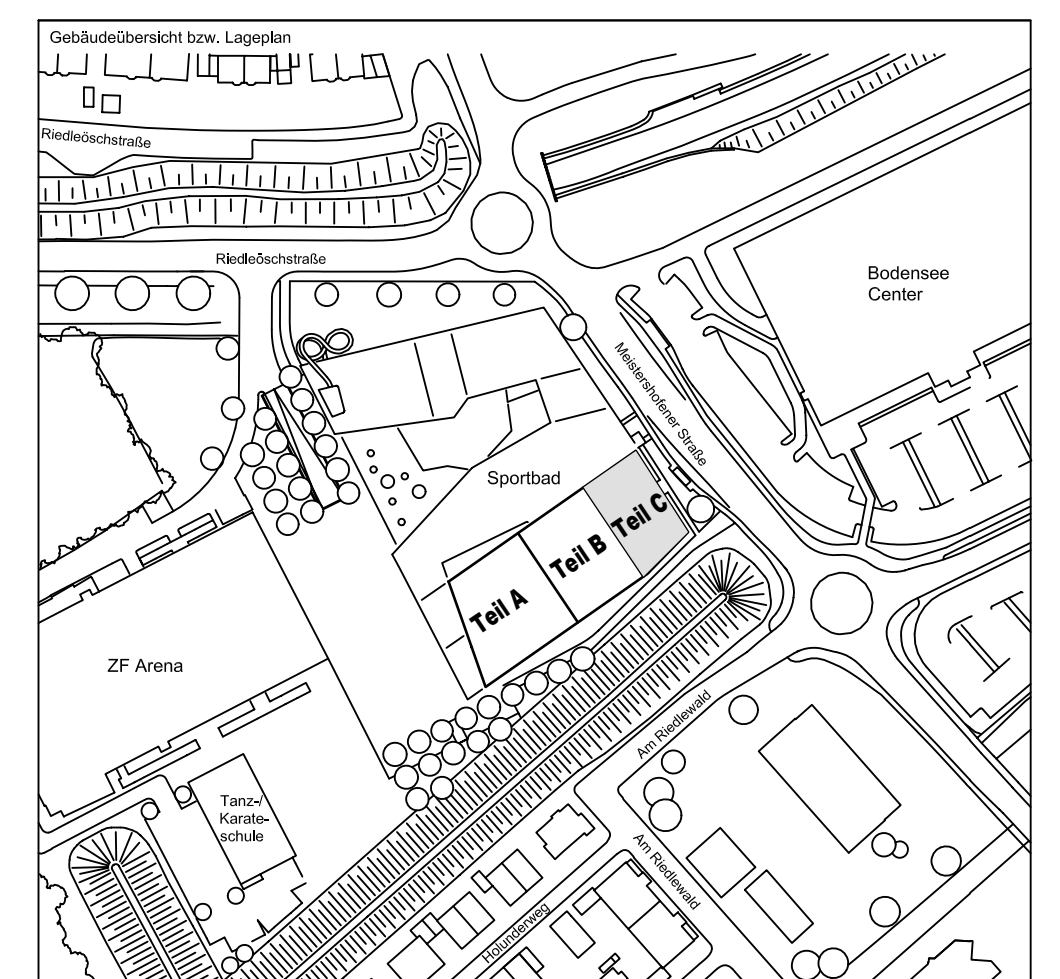 Gebäudeübersicht bzw. Lageplan
Riedleöschstraße
Riedleöschstraße
Bodensee
Center
Meistershofener Straße
Sportbad
Teil C
Teil B
Teil A
ZF Arena
Am Riedlewald
Tanz-/
Karate-
schule
Am Riedlewald
Holunderweg